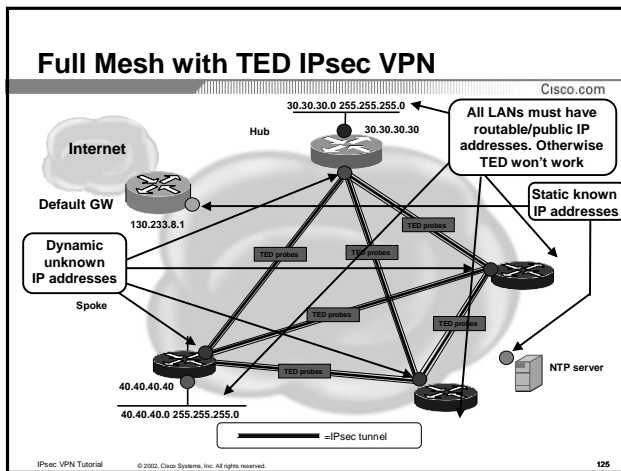 Full Mesh with TED IPsec VPN
Cisco.com
30.30.30.0 255.255.255.0
Hub
30.30.30.30
All LANs must have
routable/public IP
addresses. Otherwise
TED won't work
Internet
Default GW
130.233.8.1
Static known
IP addresses
TED probes
TED probes
TED probes
Dynamic
unknown
IP addresses
Spoke
TED probes
TED probes
TED probes
NTP server
40.40.40.40
40.40.40.0 255.255.255.0
=IPsec tunnel
IPsec VPN Tutorial
© 2002, Cisco Systems, Inc. All rights reserved.
125